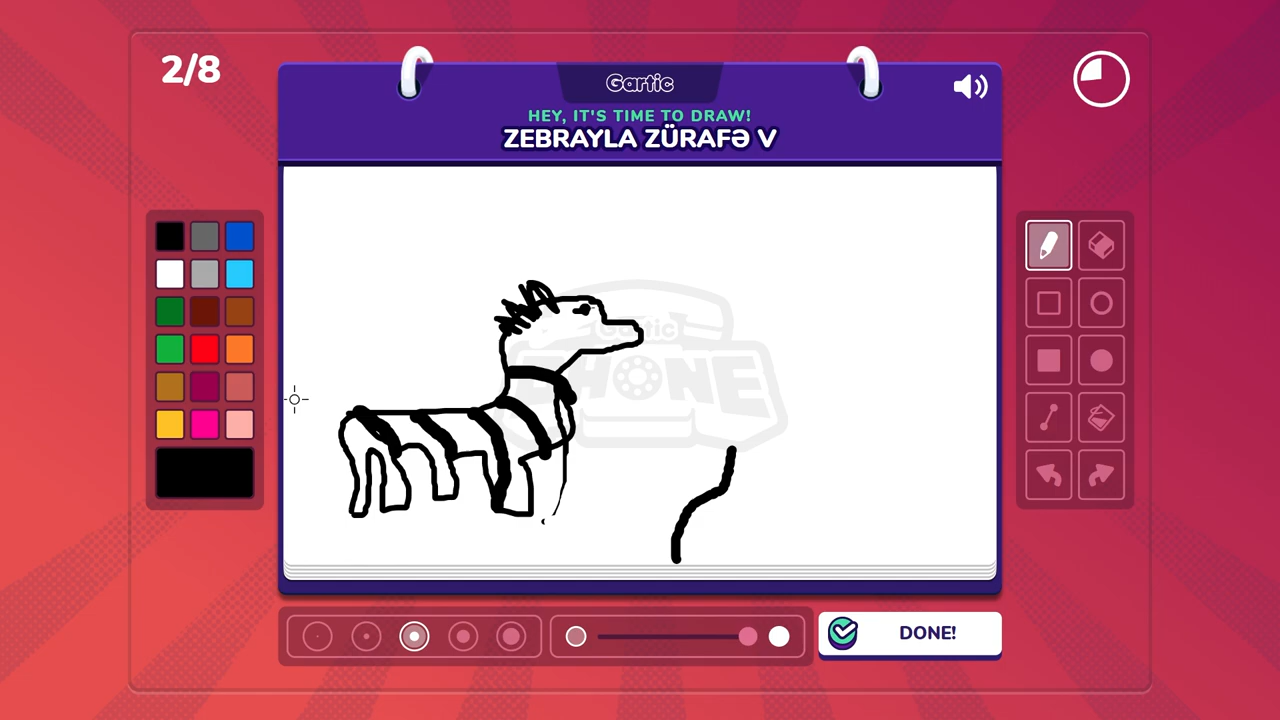 2/8
Gartic
HEY, IT'S TIME TO DRAW!
ZEBRAYLA ZÜRAFƏ V
Gartic
PHONE
DONE!